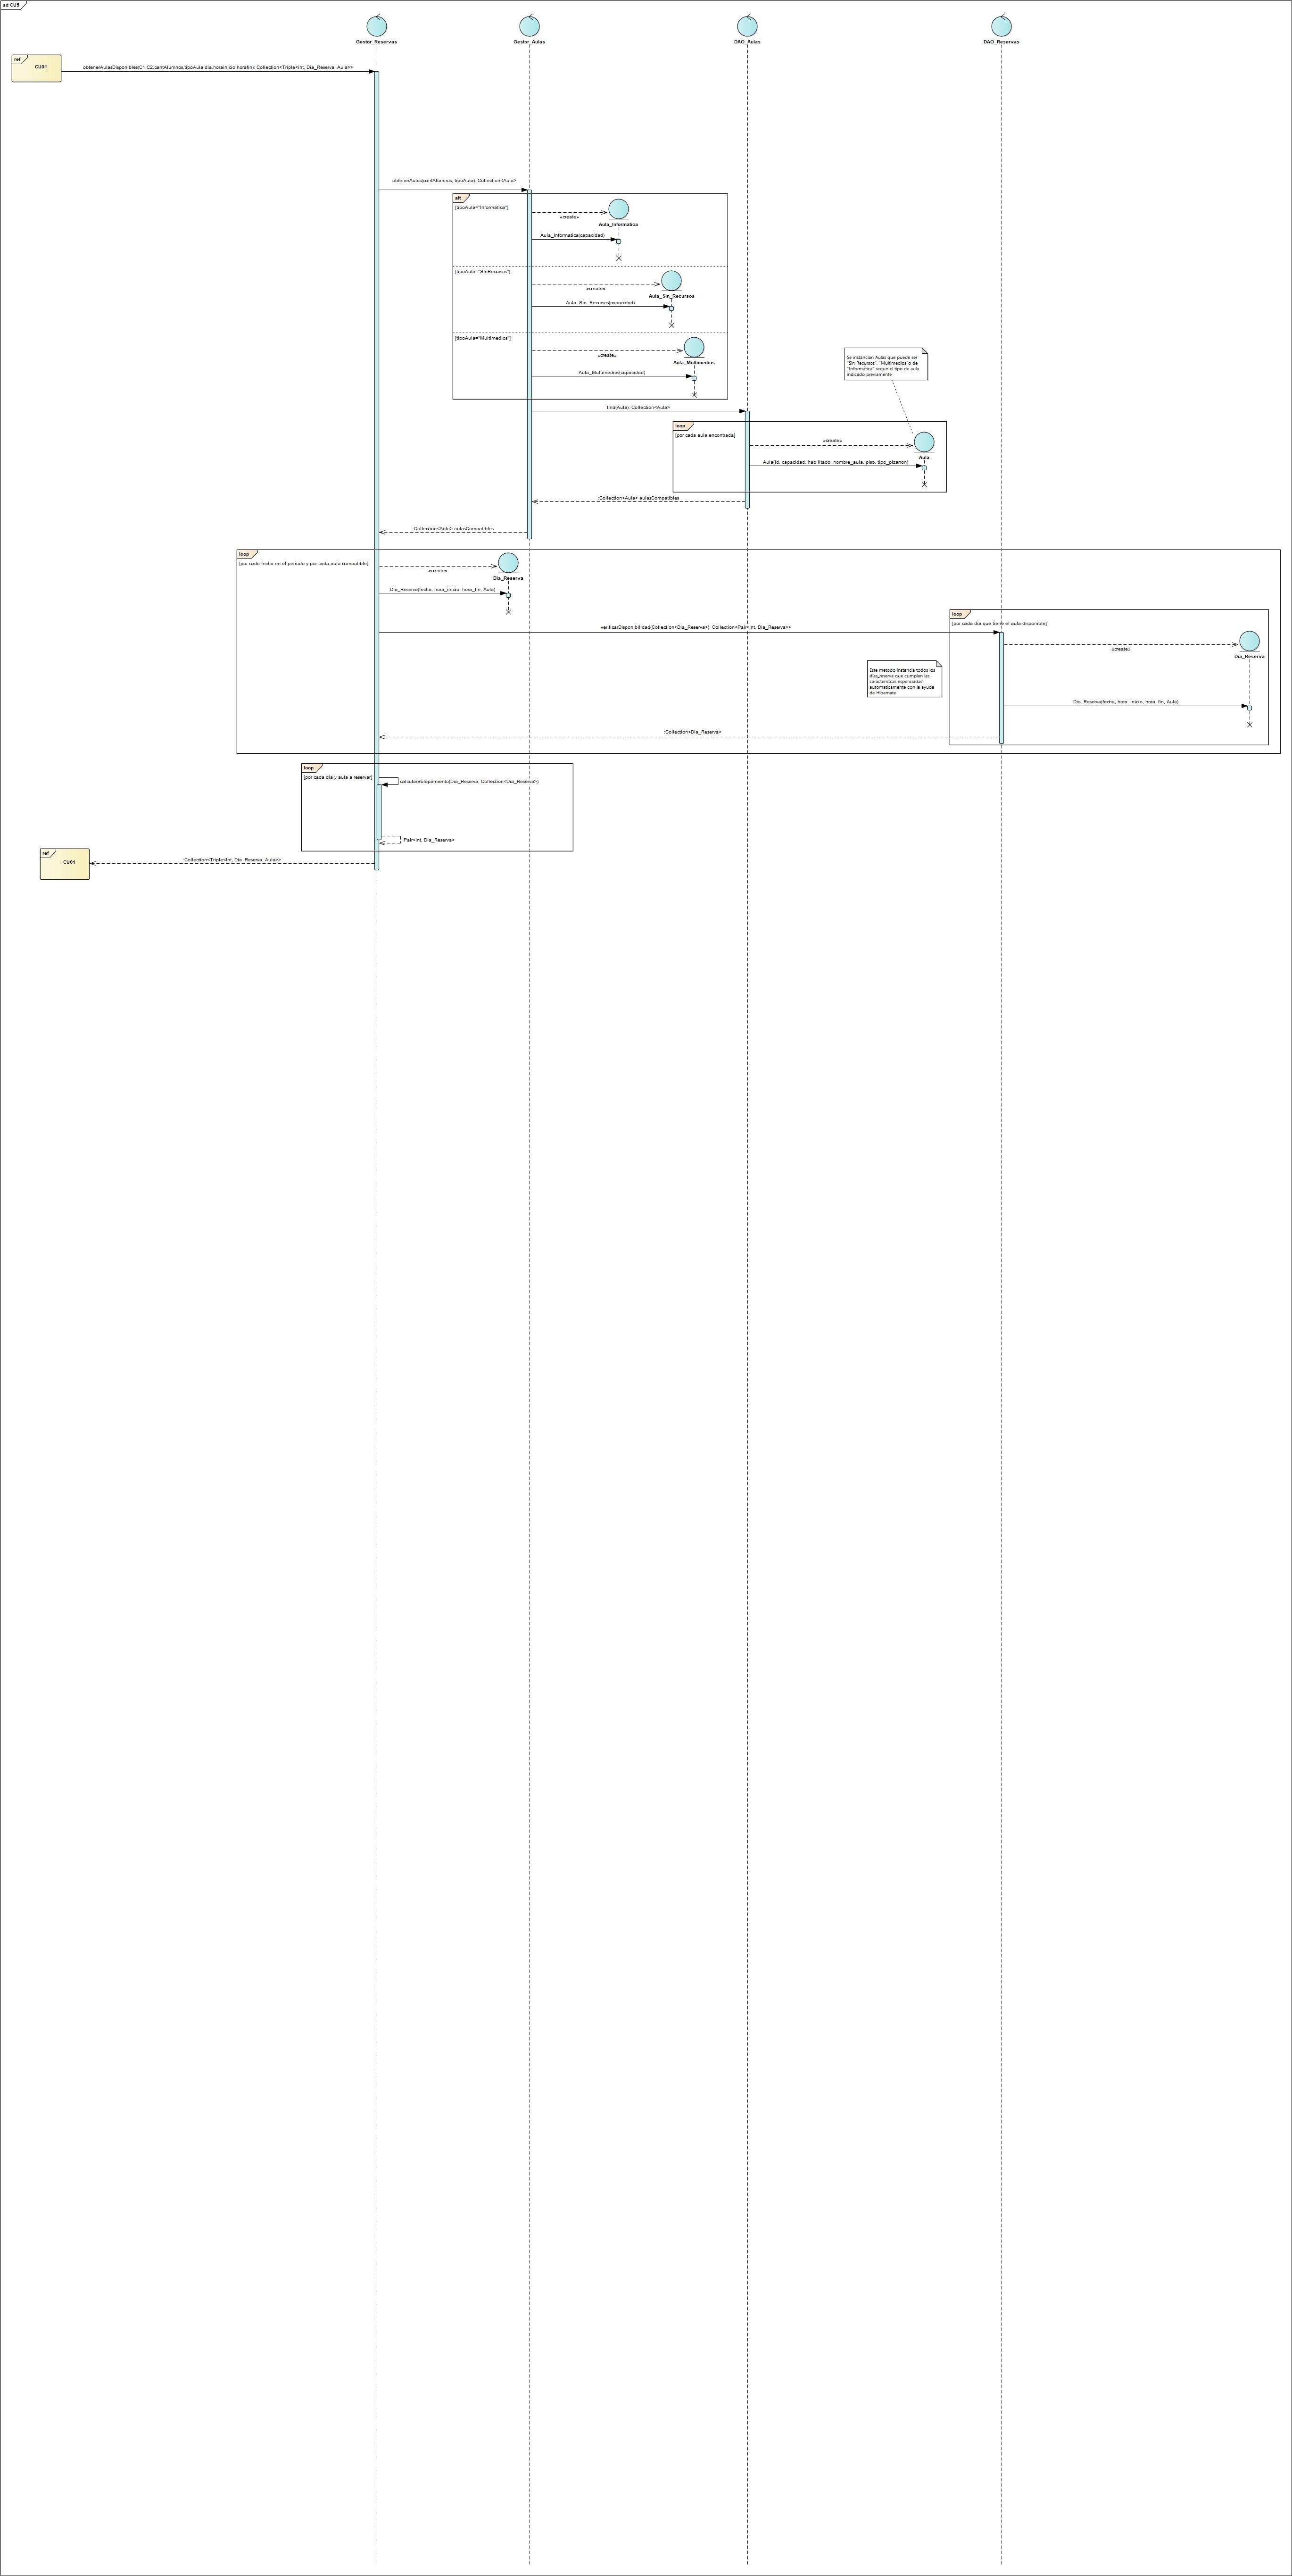 sd CU5
Gestor_Reservas
Gestor_Aulas
DAO_Aulas
DAO_Reservas
ref
CU01
obtenerAulasDisponibles(C1,C2,cantAlumnos,tipoAula,dia,horainicio,horafin): Collection<Triple<Int, Dia_Reserva, Aula>>
obtenerAulas(cantAlumnos, tipoAula): Collection<Aula>
alt
[tipoAula="Informatica"]
«create»
Aula_Informatica
Aula_Informatica(capacidad)
[tipoAula="SinRecursos"]
«create»
Aula_Sin_Recursos
Aula_Sin_Recursos(capacidad)
[tipoAula="Multimedios"]
«create»
Aula_Multimedios
Aula_Multimedios(capacidad)
Se instancian Aulas que puede ser
"Sin Recursos", "Multimedios"o de
"Informática" segun el tipo de aula
indicado previamente
find(Aula): Collection<Aula>
loop
[por cada aula encontrada]
«create»
Aula
Aula(id, capacidad, habilitado, nombre_aula, piso, tipo_pizarron)
:Collection<Aula> aulasCompatibles
:Collection<Aula> aulasCompatibles
loop
[por cada fecha en el periodo y por cada aula compatible]
«create»
Dia_Reserva
Dia_Reserva(fecha, hora_inicio, hora_fin, Aula)
verificarDisponibilidad(Collection<Dia_Reserva>): Collection<Pair<Int, Dia_Reserva>>
loop
[por cada dia que tiene el aula disponible]
«create»
Dia_Reserva
Este metodo instancia todos los
dias_reserva que cumplan las
caracteristicas espeficiadas
automaticamente con la ayuda
de Hibernate
Dia_Reserva(fecha, hora_inicio, hora_fin, Aula)
:Collection<Dia_Reserva>
loop
[por cada día y aula a reservar]
calcularSolapamiento(Dia_Reserva, Collection<Dia_Reserva>)
:Pair<Int, Dia_Reserva>
ref
CU01
:Collection<Triple<Int, Dia_Reserva, Aula>>